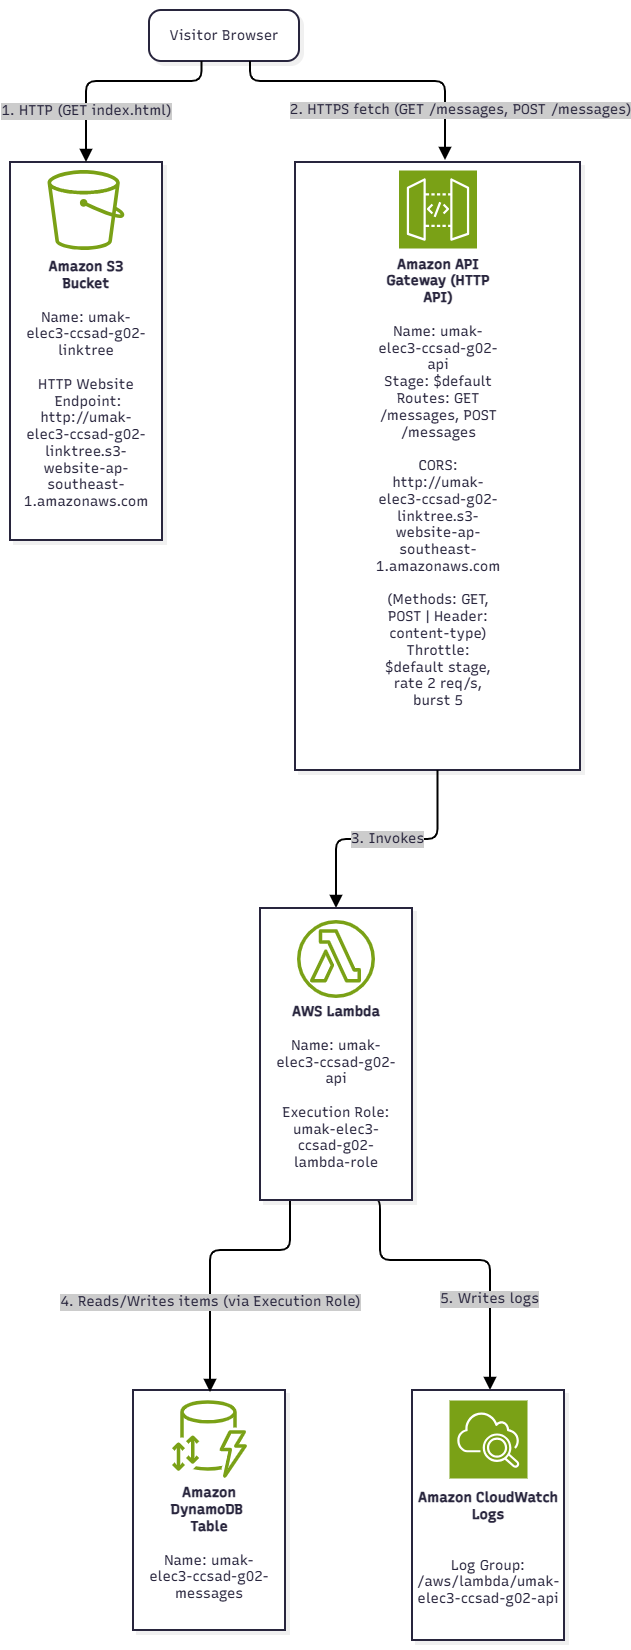 Visitor Browser
1. HTTP (GET index.html)
2. HTTPS fetch (GET /messages, POST /messages)
Amazon S3
Bucket
Name: umak-
elec3-ccsad-g02-
linktree
HTTP Website
Endpoint:
http://umak-
elec3-ccsad-g02-
linktree.s3-
website-ap-
southeast-
1.amazonaws.com
</>
Amazon API
Gateway (HTTP
API)
Name: umak-
elec3-ccsad-g02-
api
Stage: $default
Routes: GET
/messages, POST
/messages
CORS:
http://umak-
elec3-ccsad-g02-
linktree.s3-
website-ap-
southeast-
1.amazonaws.com
(Methods: GET,
POST | Header:
content-type)
Throttle:
$default stage,
rate 2 req/s,
burst 5
3. Invokes
AWS Lambda
Name: umak-
elec3-ccsad-g02-
api
Execution Role:
umak-elec3-
ccsad-g02-
lambda-role
4. Reads/Writes items (via Execution Role)
5. Writes logs
Amazon
DynamoDB
Table
Name: umak-
elec3-ccsad-g02-
messages
Amazon CloudWatch
Logs
Log Group:
/aws/lambda/umak-
elec3-ccsad-g02-api